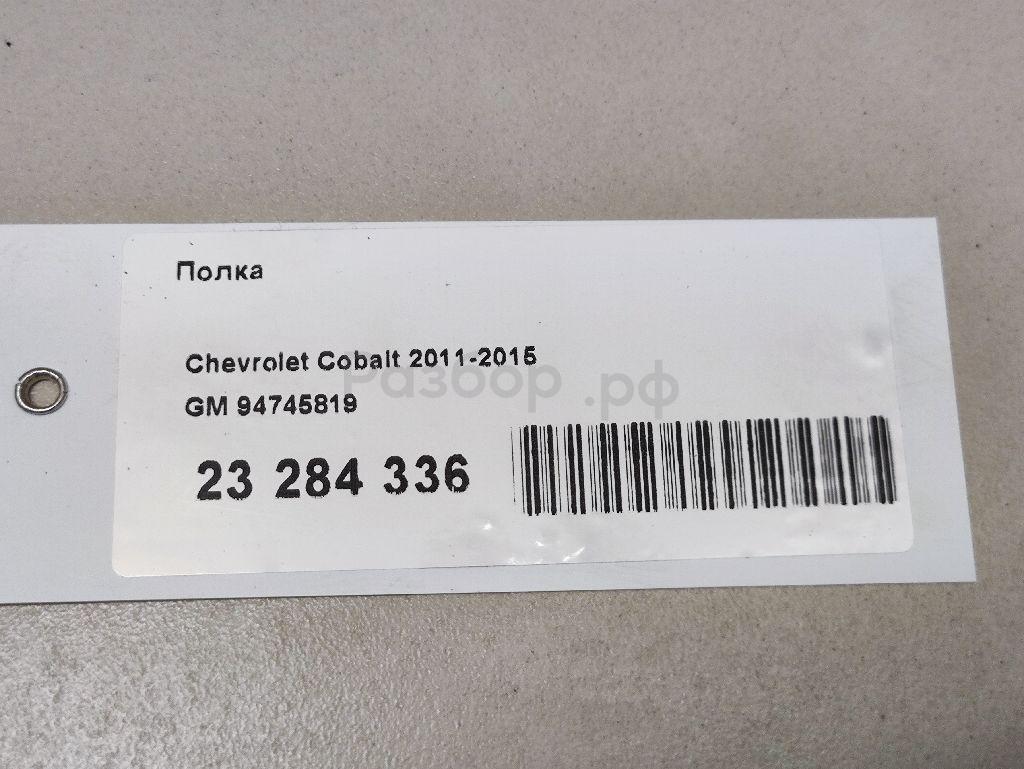 Полка
Chevrolet Cobalt 2011-2015
Разбор.рф
GM 94745819
23 284 336